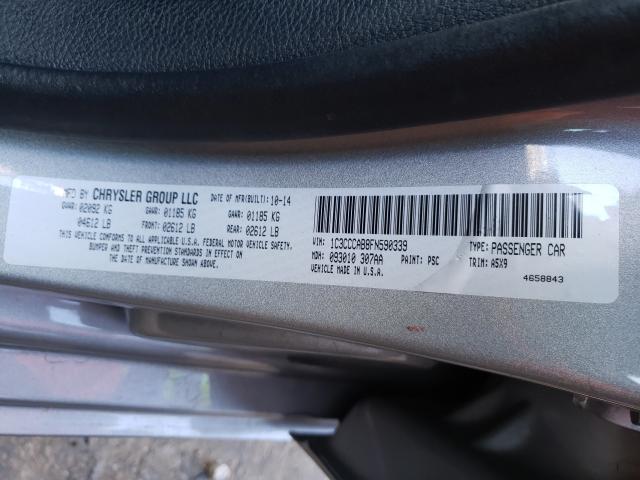 MFD BY CHRYSLER GROUP LLC DATE OF MFR(BUILT): 10-14
GVWR: 02092 KG GAWR: 01185 KG GAWR: 01185 KG
04612 LB FRONT: 02612 LB REAR: 02612 LB
THIS VEHICLE CONFORMS TO ALL APPLICABLE U.S.A. FEDERAL MOTOR VEHICLE SAFETY,
BUMPER AND THEFT PREVENTION STANDARDS IN EFFECT ON
THE DATE OF MANUFACTURE SHOWN ABOVE.
VIN: 1C3CCCAB8FN590339 TYPE: PASSENGER CAR
MDH: 093010 307AA PAINT: PSC TRIM: A5X9
VEHICLE MADE IN U.S.A. 4658843